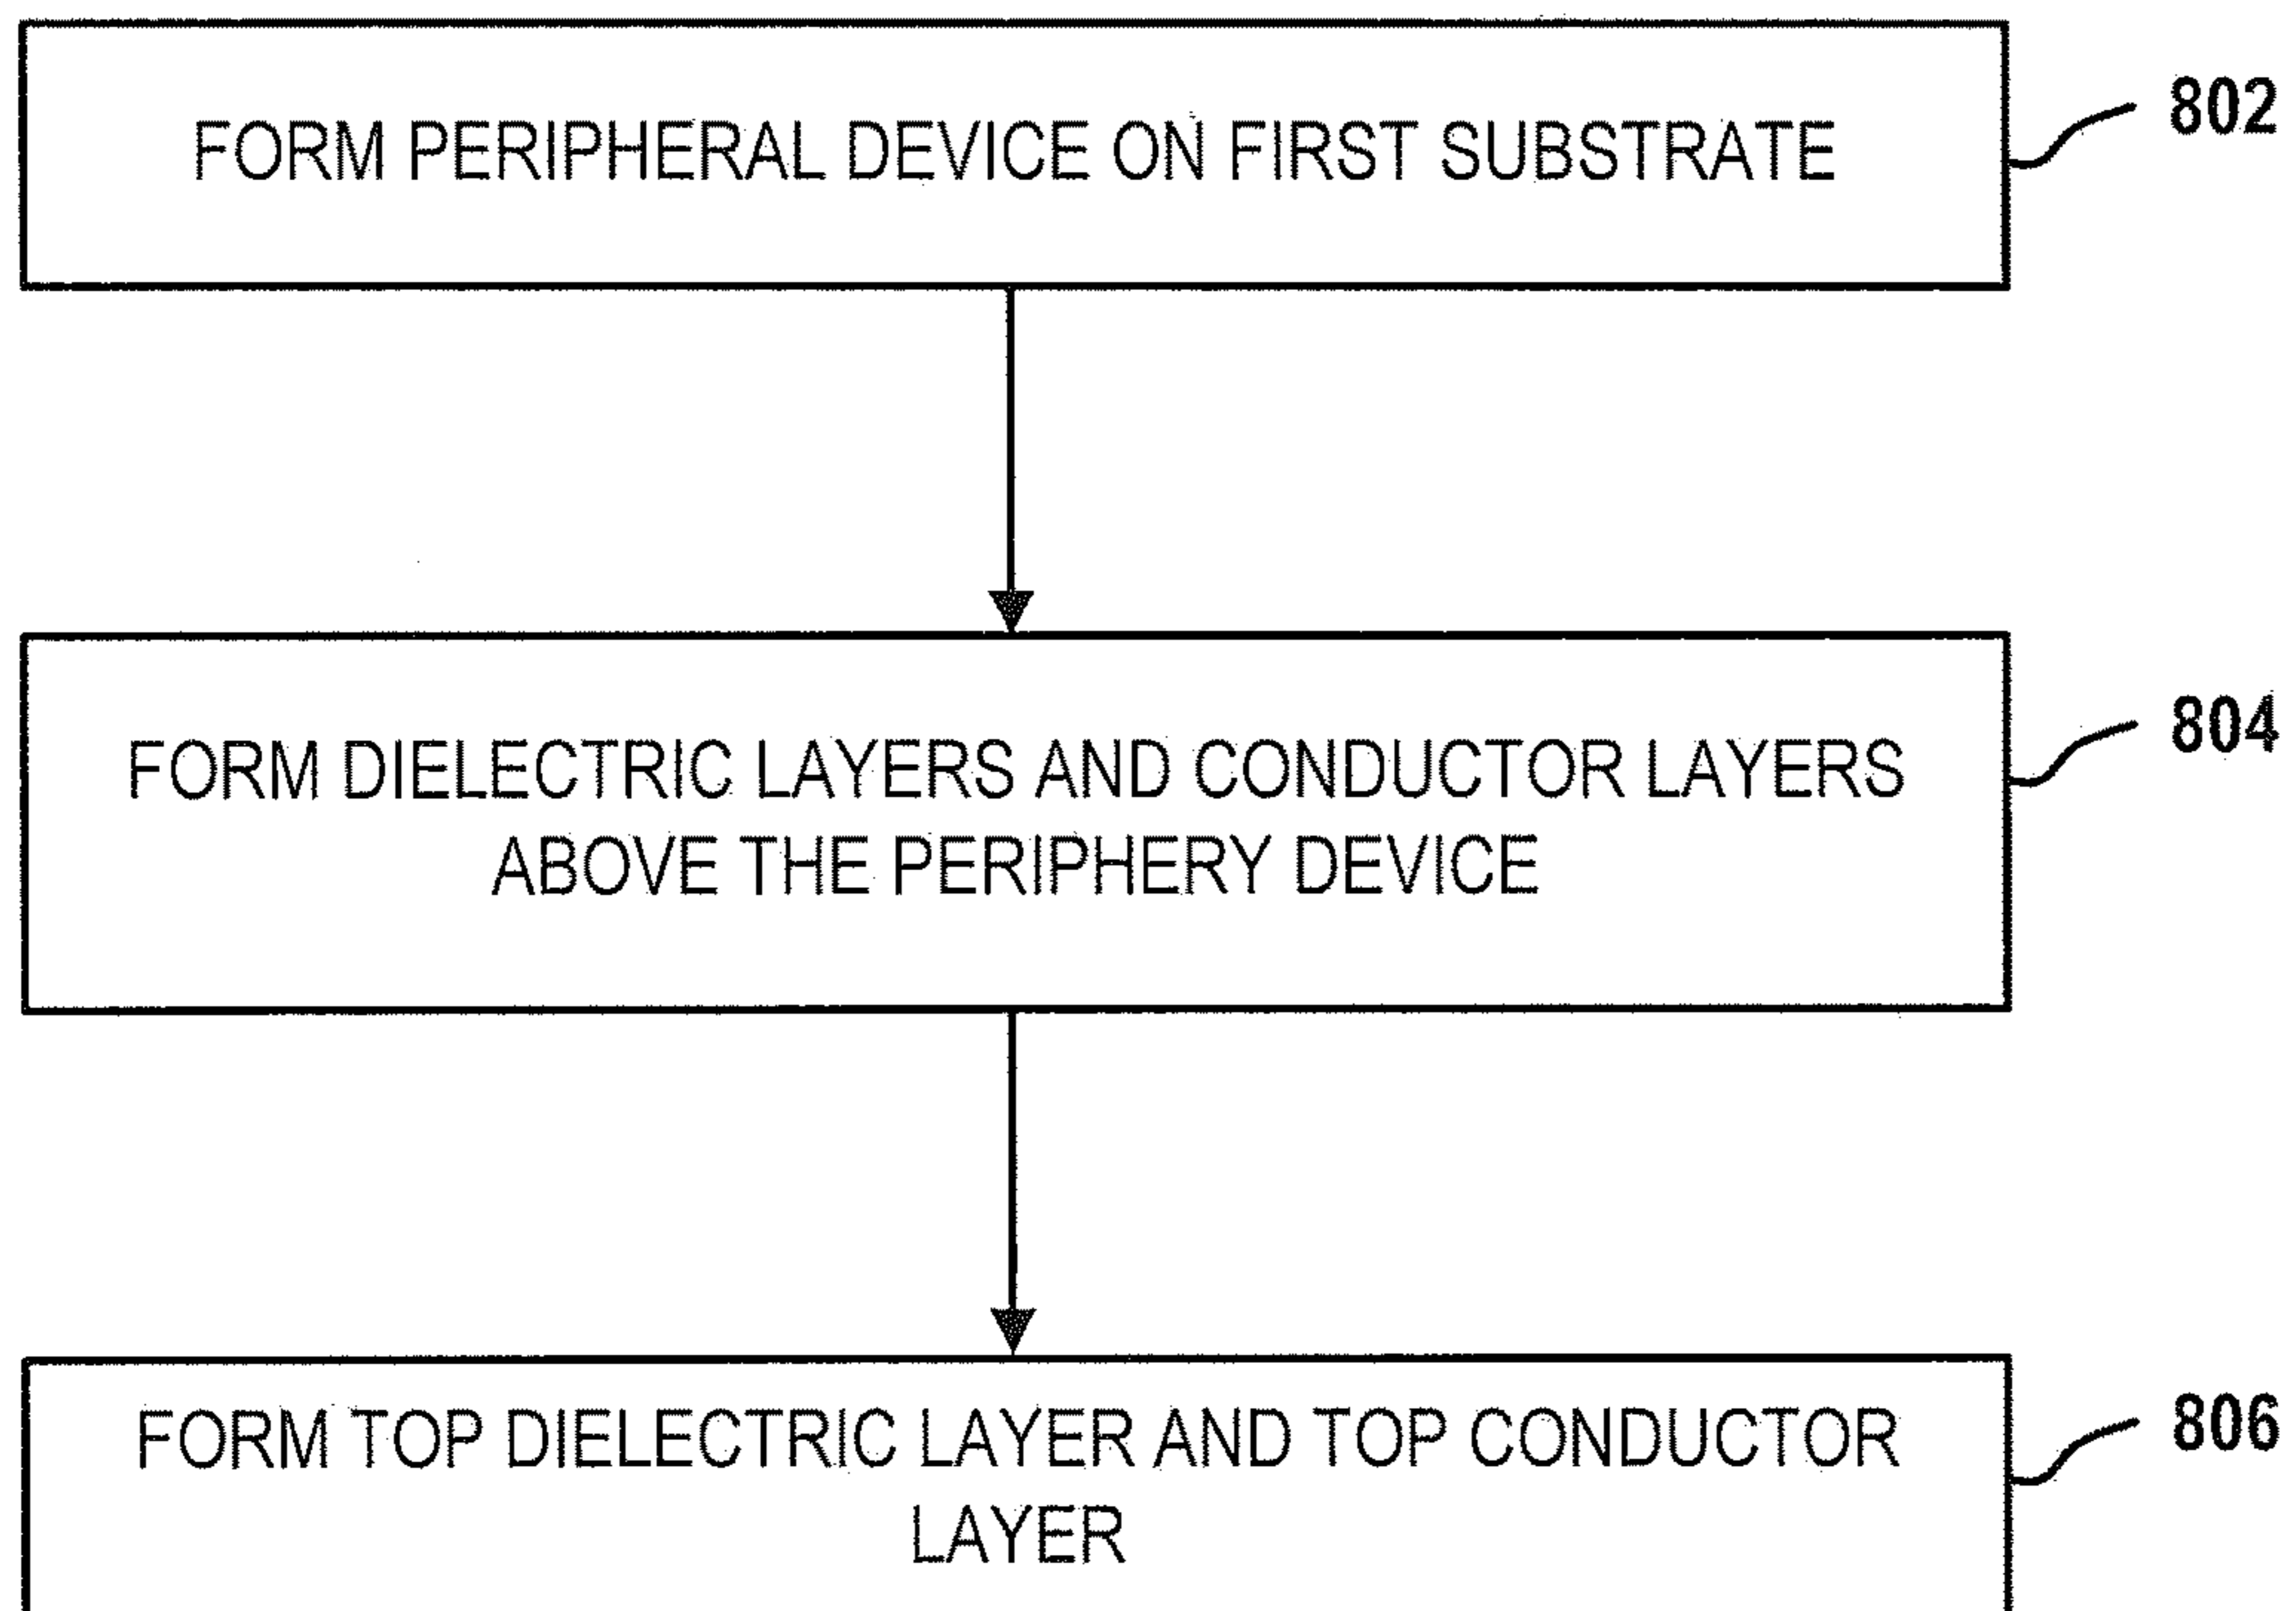 FORM PERIPHERAL DEVICE ON FIRST SUBSTRATE
802
FORM DIELECTRIC LAYERS AND CONDUCTOR LAYERS
ABOVE THE PERIPHERY DEVICE
804
FORM TOP DIELECTRIC LAYER AND TOP CONDUCTOR
LAYER
806